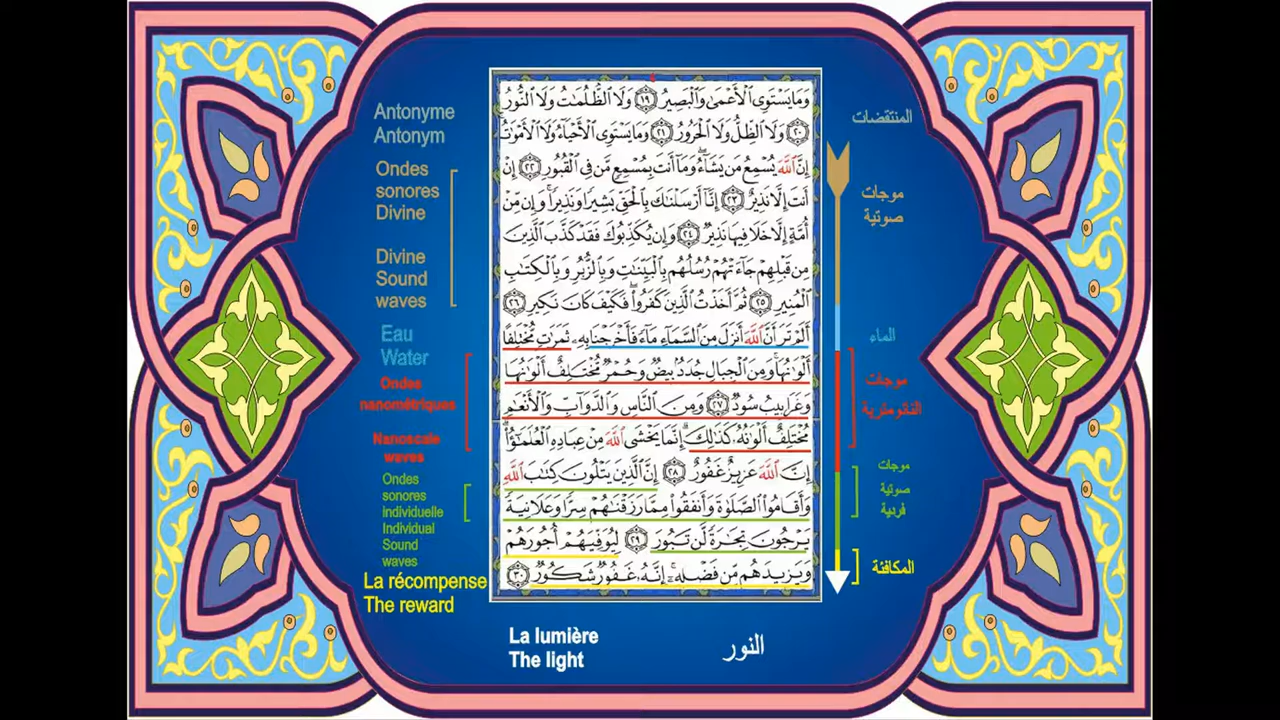 Antonyme
Antonym
Ondes
sonores
Divine
Divine
Sound
waves
Eau
Water
Ondes
nanométriques
Nanoscale
waves
Ondes
sonores
individuelle
Individual
Sound
waves
La récompense
The reward
وَمَا يَسْتَوِي الْأَعْمَىٰ وَالْبَصِيرُ ١٩ وَلَا الظُّلُمَاتُ وَلَا النُّورُ
٢٠ وَلَا الظِّلُّ وَلَا الْحَرُورُ ٢١ وَمَا يَسْتَوِي الْأَحْيَاءُ وَلَا الْأَمْوَاتُ
إِنَّ اللَّهَ يُسْمِعُ مَن يَشَاءُ وَمَا أَنتَ بِمُسْمِعٍ مَّن فِي الْقُبُورِ ٢٢ إِنْ
أَنتَ إِلَّا نَذِيرٌ ٢٣ إِنَّا أَرْسَلْنَاكَ بِالْحَقِّ بَشِيرًا وَنَذِيرًا وَإِن مِّنْ
أُمَّةٍ إِلَّا خَلَا فِيهَا نَذِيرٌ ٢٤ وَإِن يُكَذِّبُوكَ فَقَدْ كَذَّبَ الَّذِينَ
مِن قَبْلِهِمْ جَاءَتْهُمْ رُسُلُهُم بِالْبَيِّنَاتِ وَبِالزُّبُرِ وَبِالْكِتَابِ
الْمُنِيرِ ٢٥ ثُمَّ أَخَذْتُ الَّذِينَ كَفَرُوا فَكَيْفَ كَانَ نَكِيرِ ٢٦
أَلَمْ تَرَ أَنَّ اللَّهَ أَنزَلَ مِنَ السَّمَاءِ مَاءً فَأَخْرَجْنَا بِهِ ثَمَرَاتٍ مُّخْتَلِفًا
أَلْوَانُهَا وَمِنَ الْجِبَالِ جُدَدٌ بِيضٌ وَحُمْرٌ مُّخْتَلِفٌ أَلْوَانُهَا
وَغَرَابِيبُ سُودٌ ٢٧ وَمِنَ النَّاسِ وَالدَّوَابِّ وَالْأَنْعَامِ
مُخْتَلِفٌ أَلْوَانُهُ كَذَٰلِكَ إِنَّمَا يَخْشَى اللَّهَ مِنْ عِبَادِهِ الْعُلَمَاءُ
إِنَّ اللَّهَ عَزِيزٌ غَفُورٌ ٢٨ إِنَّ الَّذِينَ يَتْلُونَ كِتَابَ اللَّهِ
وَأَقَامُوا الصَّلَاةَ وَأَنفَقُوا مِمَّا رَزَقْنَاهُمْ سِرًّا وَعَلَانِيَةً
يَرْجُونَ تِجَارَةً لَّن تَبُورَ ٢٩ لِيُوَفِّيَهُمْ أُجُورَهُمْ
وَيَزِيدَهُم مِّن فَضْلِهِ إِنَّهُ غَفُورٌ شَكُورٌ ٣٠
المنتقضات
موجات
صوتية
الماء
موجات
النانومترية
موجات
صوتية
فردية
المكافئة
La lumière
The light
النور